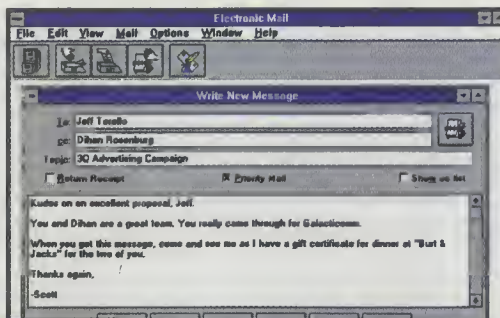 Electronic Mail
File Edit View Mail Options Window Help
Write New Message
To: Jeff Torello
cc: Dihan Rosenburg
Topic: 3Q Advertising Campaign
Return Receipt Priority Mail Show as list
Kudos on an excellent proposal, Jeff.
You and Dihan are a great team. You really came through for Galacticomm.
When you get this message, come and see me as I have a gift certificate for dinner at "Burt &
Jacks" for the two of you.
Thanks again,
-Scott